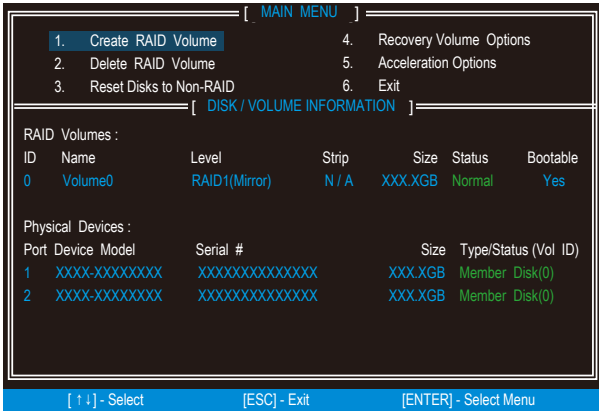 [ MAIN MENU ]
1. Create RAID Volume 4. Recovery Volume Options
2. Delete RAID Volume 5. Acceleration Options
3. Reset Disks to Non-RAID 6. Exit
[ DISK / VOLUME INFORMATION ]
RAID Volumes :
ID Name Level Strip Size Status Bootable
0 Volume0 RAID1(Mirror) N / A XXX.XGB Normal Yes
Physical Devices :
Port Device Model Serial # Size Type/Status (Vol ID)
1 XXXX-XXXXXXXX XXXXXXXXXXXXXX XXX.XGB Member Disk(0)
2 XXXX-XXXXXXXX XXXXXXXXXXXXXX XXX.XGB Member Disk(0)
[ ↑↓] - Select [ESC] - Exit [ENTER] - Select Menu